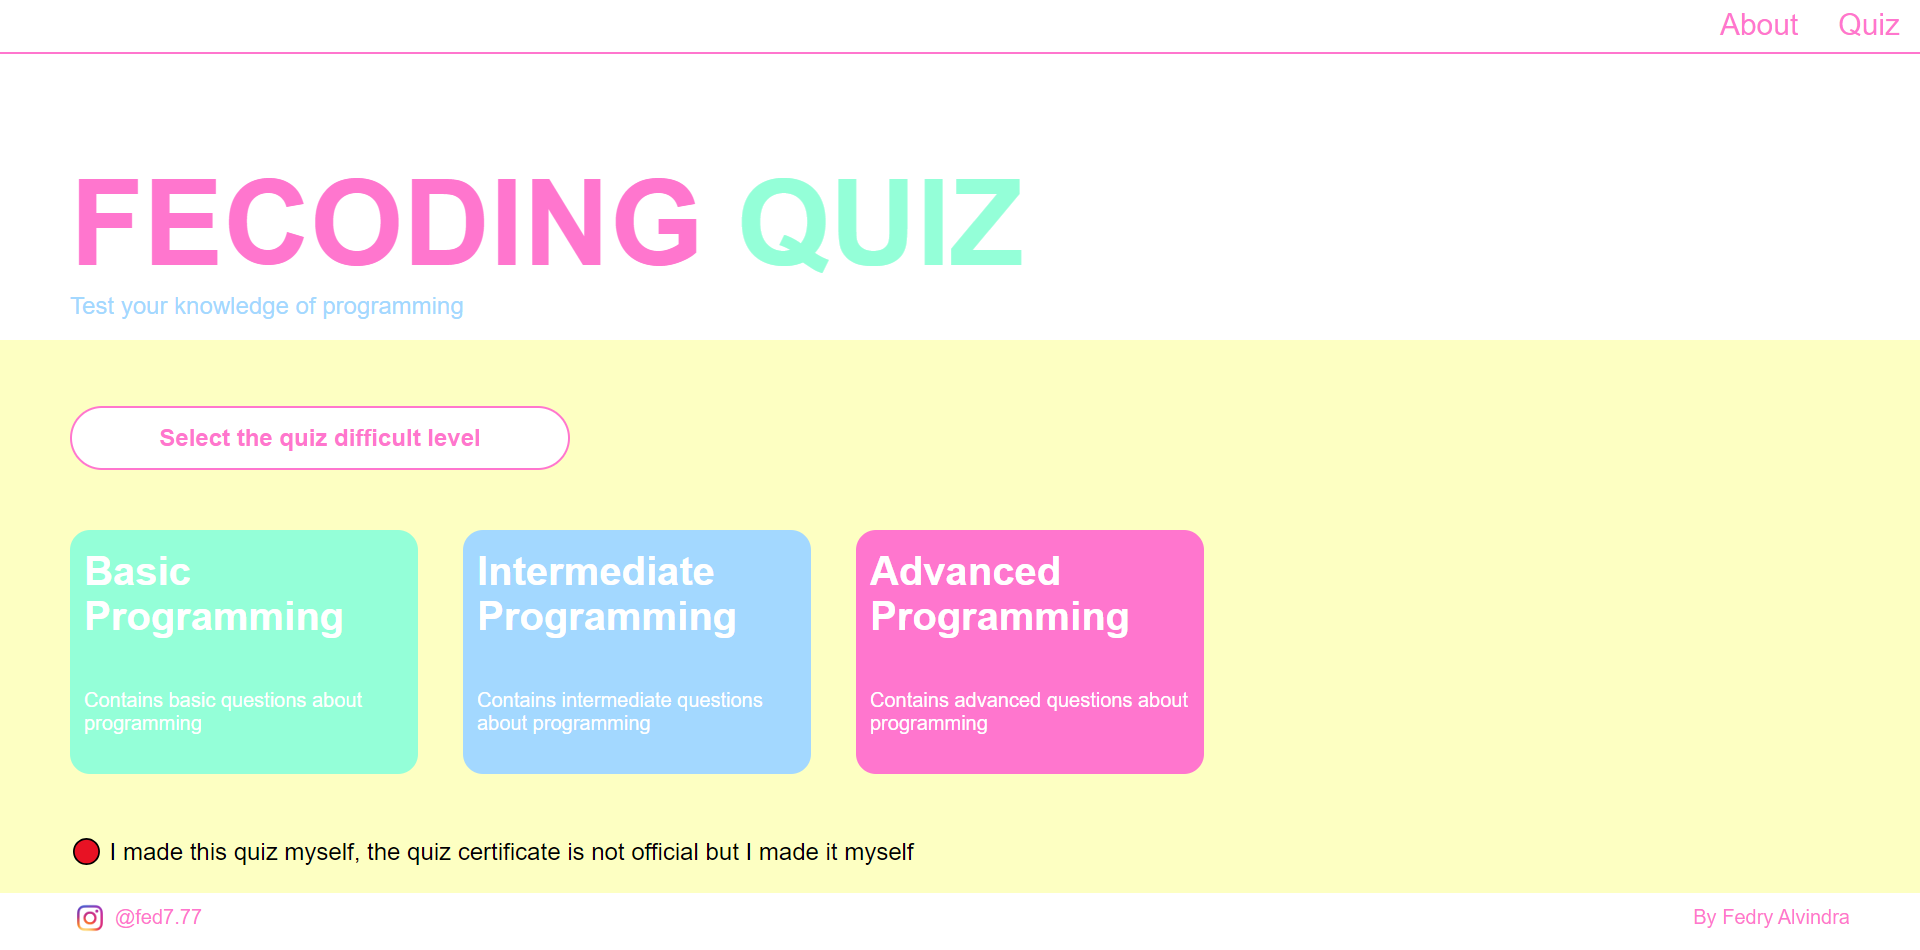 About Quiz
FECODING QUIZ
Test your knowledge of programming
Select the quiz difficult level
Basic
Programming
Contains basic questions about
programming
Intermediate
Programming
Contains intermediate questions
about programming
Advanced
Programming
Contains advanced questions about
programming
I made this quiz myself, the quiz certificate is not official but I made it myself
@fed7.77
By Fedry Alvindra